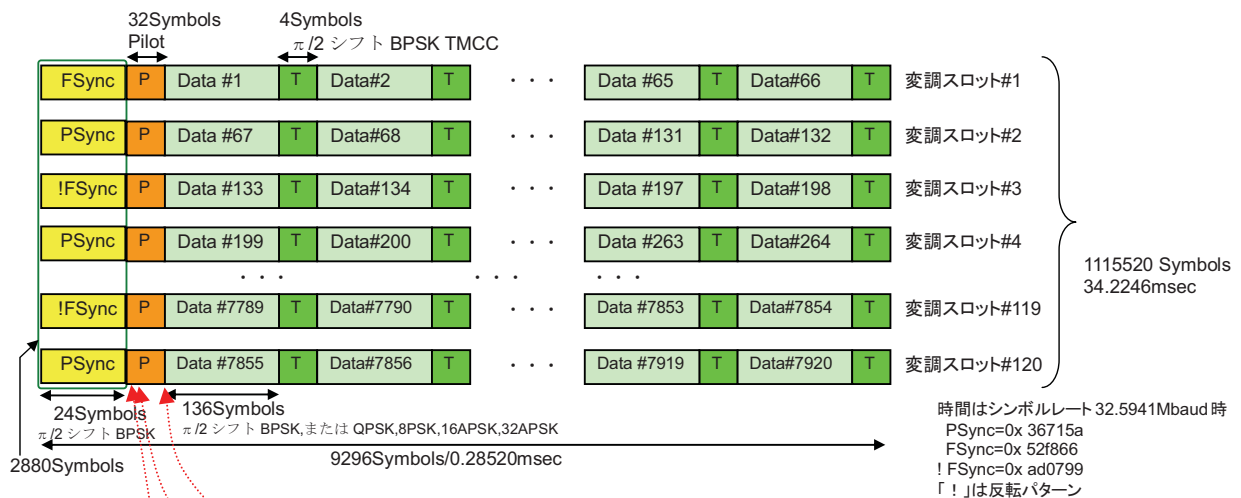 32Symbols
Pilot
4Symbols
π/2 シフト BPSK TMCC
FSync P Data #1 T Data#2 T ・・・ Data #65 T Data#66 T 変調スロット#1
PSync P Data #67 T Data#68 T ・・・ Data #131 T Data#132 T 変調スロット#2
!FSync P Data #133 T Data#134 T ・・・ Data #197 T Data#198 T 変調スロット#3
PSync P Data #199 T Data#200 T ・・・ Data #263 T Data#264 T 変調スロット#4
・・・ ・・・ ・・・
!FSync P Data #7789 T Data#7790 T ・・・ Data #7853 T Data#7854 T 変調スロット#119
PSync P Data #7855 T Data#7856 T ・・・ Data #7919 T Data#7920 T 変調スロット#120
1115520 Symbols
34.2246msec
24Symbols
π/2 シフト BPSK
136Symbols
π/2 シフト BPSK,または QPSK,8PSK,16APSK,32APSK
2880Symbols
9296Symbols/0.28520msec
時間はシンボルレート 32.5941Mbaud 時
PSync=0x 36715a
FSync=0x 52f866
! FSync=0x ad0799
「!」は反転パターン